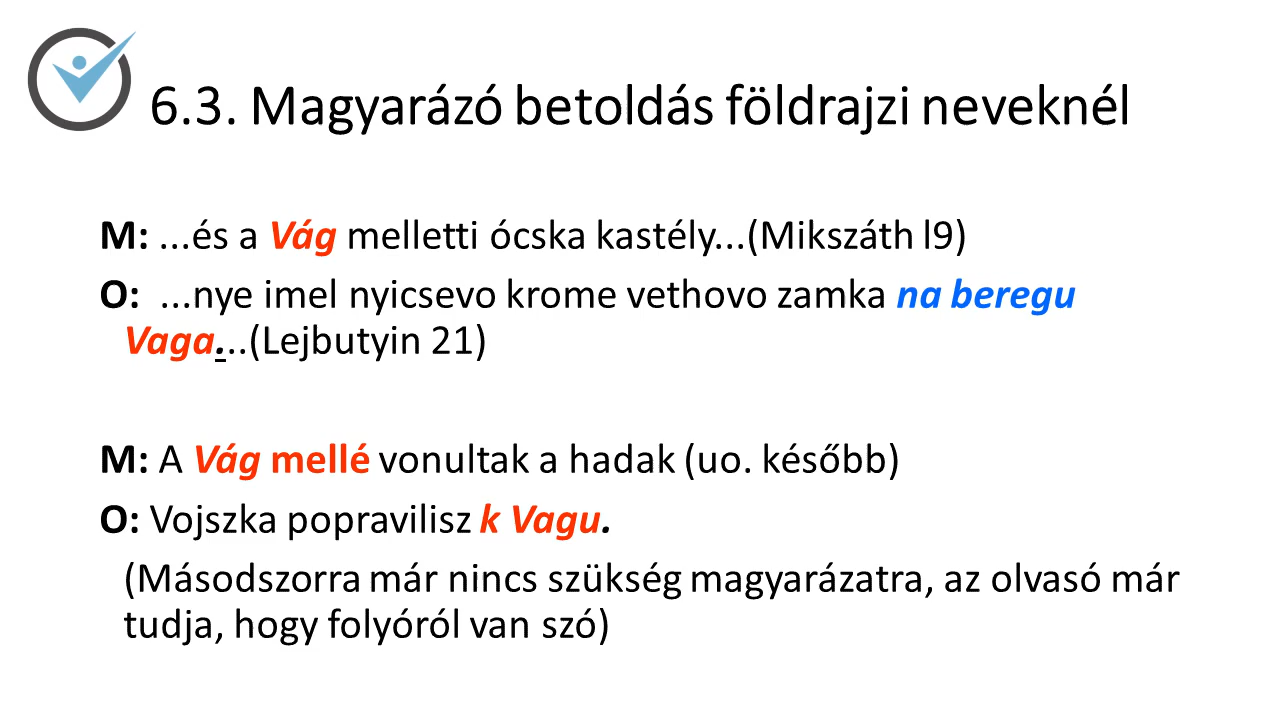 6.3. Magyarázó betoldás földrajzi neveknél
M: ...és a Vág melletti ócska kastély...(Mikszáth l9)
O: ...nye imel nyicsevo krome vethovo zamka na beregu
Vaga...(Lejbutyin 21)
M: A Vág mellé vonultak a hadak (uo. később)
O: Vojszka popravilisz k Vagu.
(Másodszorra már nincs szükség magyarázatra, az olvasó már
tudja, hogy folyóról van szó)